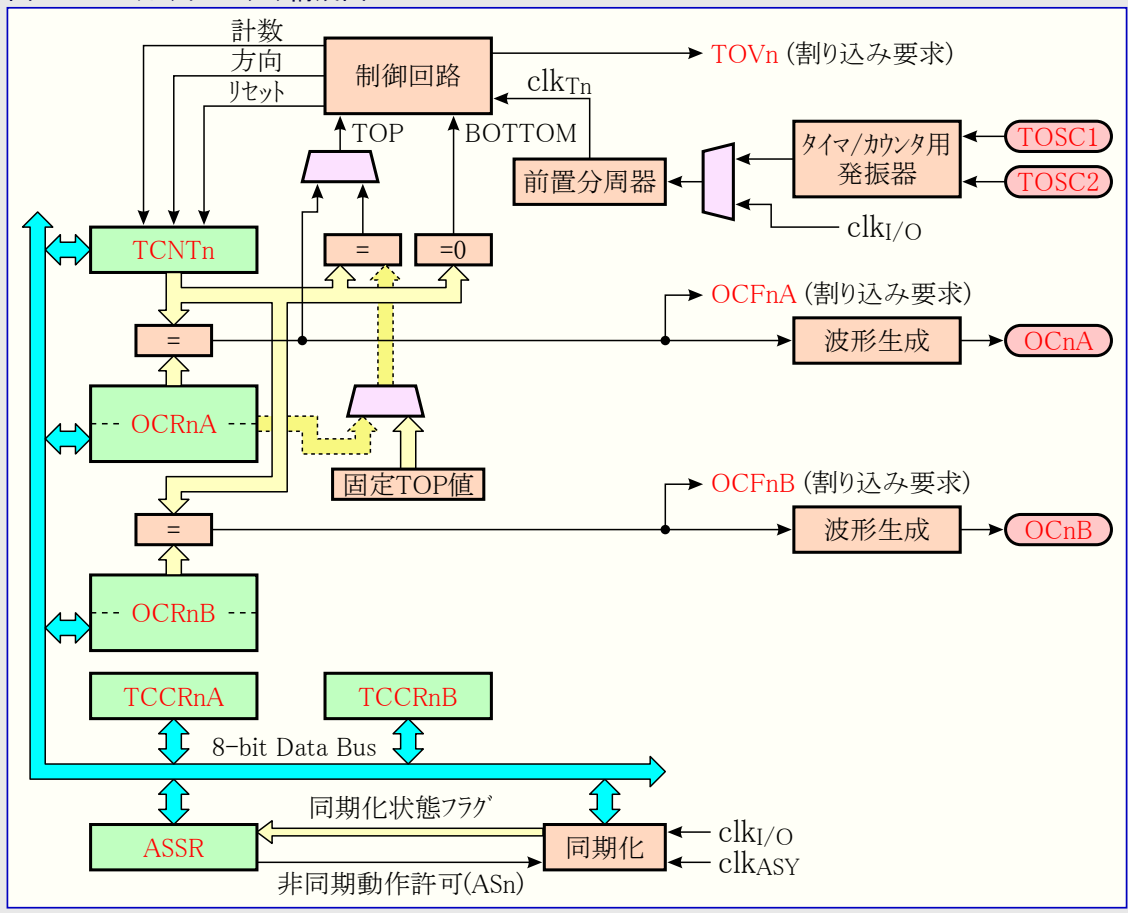 計数
方向
リセット
制御回路
TOVn (割り込み要求)
clkTn
TOP
BOTTOM
前置分周器
タイマ/カウンタ用
発振器
TOSC1
TOSC2
clkI/O
TCNTn
=
=0
OCFnA (割り込み要求)
=
波形生成
OCnA
OCRnA
固定TOP値
OCFnB (割り込み要求)
=
波形生成
OCnB
OCRnB
TCCRnA
TCCRnB
8-bit Data Bus
同期化状態フラグ
ASSR
同期化
clkI/O
clkASY
非同期動作許可(ASn)